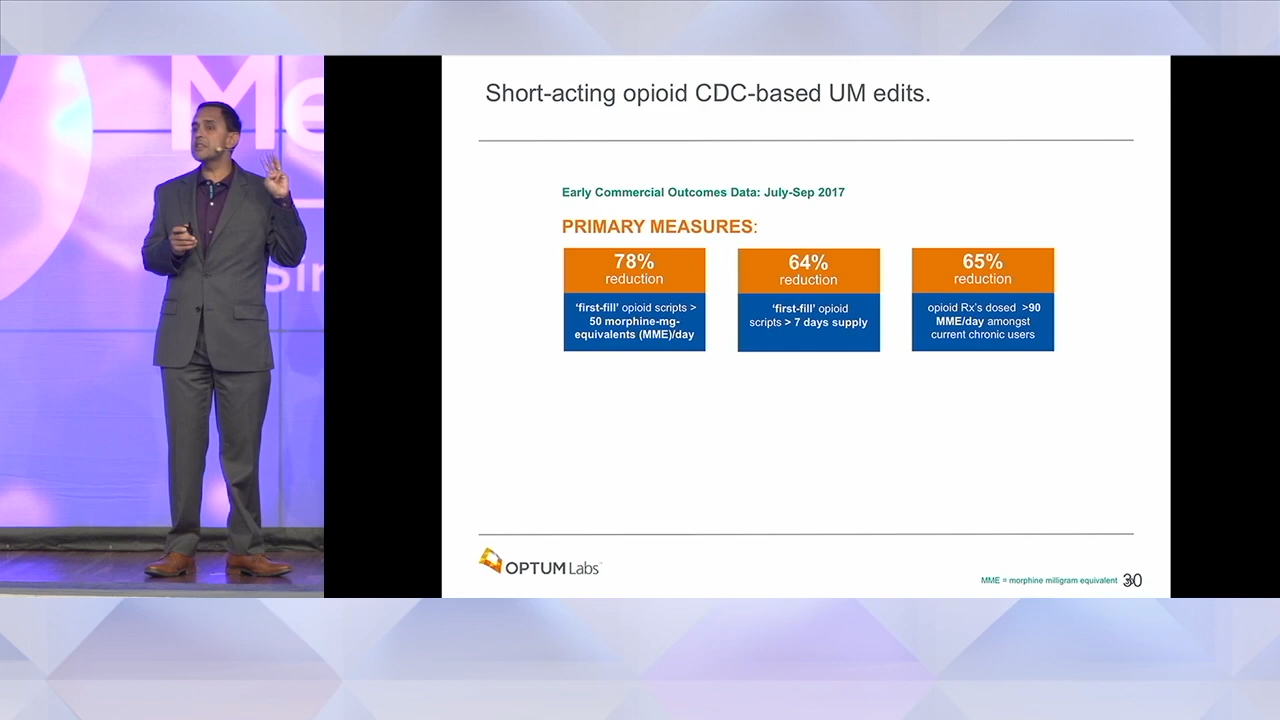 Me
Sin
Short-acting opioid CDC-based UM edits.
Early Commercial Outcomes Data: July-Sep 2017
PRIMARY MEASURES:
78%
reduction
'first-fill' opioid scripts >
50 morphine-mg-
equivalents (MME)/day
64%
reduction
'first-fill' opioid
scripts > 7 days supply
65%
reduction
opioid Rx's dosed >90
MME/day amongst
current chronic users
OPTUM Labs
MME = morphine milligram equivalent
30